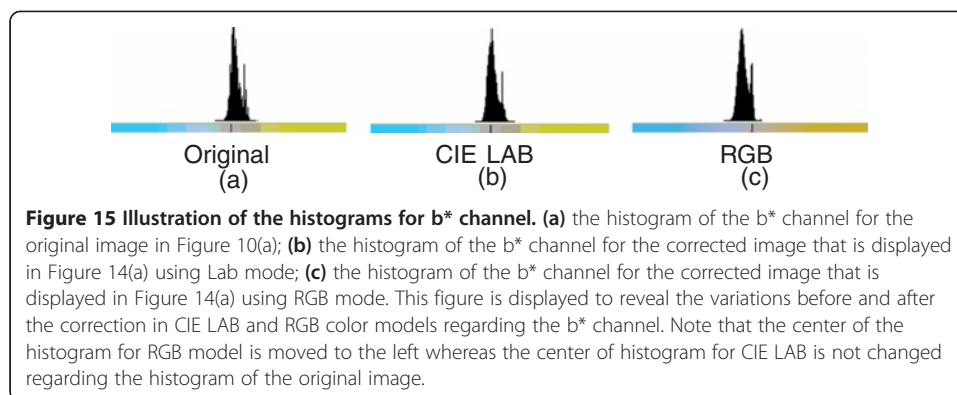 Original CIE LAB RGB
(a) (b) (c)
Figure 15 Illustration of the histograms for b* channel. (a) the histogram of the b* channel for the
original image in Figure 10(a); (b) the histogram of the b* channel for the corrected image that is displayed
in Figure 14(a) using Lab mode; (c) the histogram of the b* channel for the corrected image that is
displayed in Figure 14(a) using RGB mode. This figure is displayed to reveal the variations before and after
the correction in CIE LAB and RGB color models regarding the b* channel. Note that the center of the
histogram for RGB model is moved to the left whereas the center of histogram for CIE LAB is not changed
regarding the histogram of the original image.